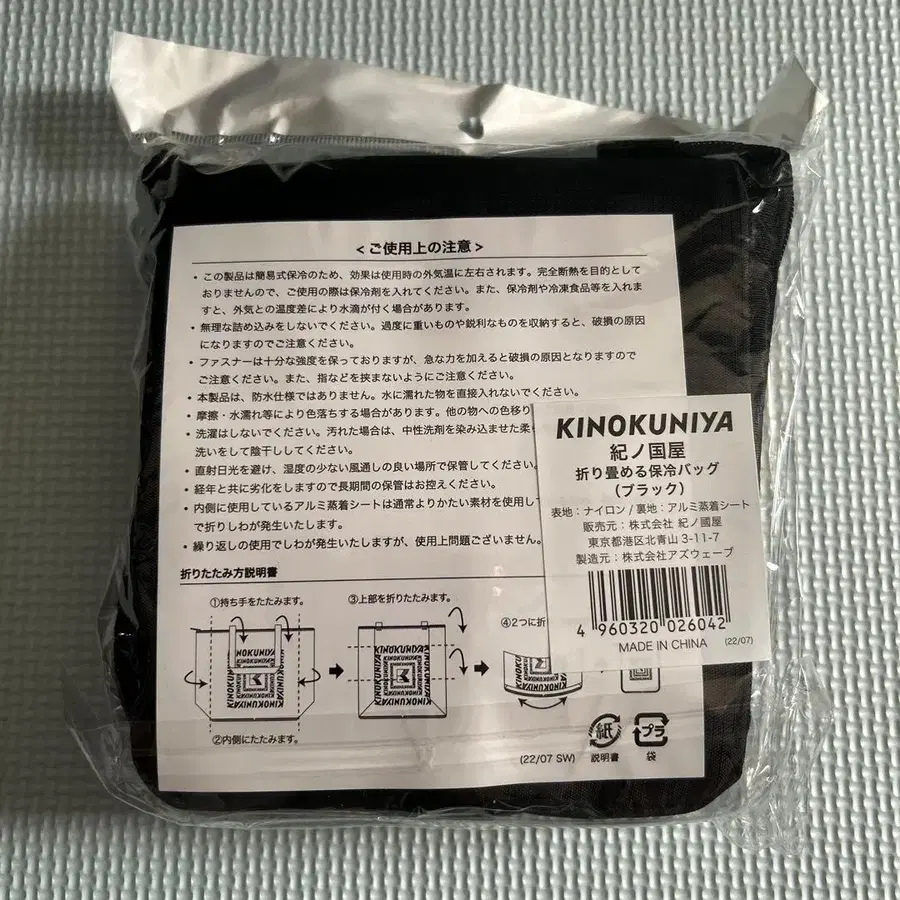 <ご使用上の注意>
・この製品は簡易式保冷のため、効果は使用時の外気温に左右されます。完全断熱を目的として
おりませんので、ご使用の際は保冷剤を入れてください。また、保冷剤や冷凍食品等を入れま
すと、外気との温度差により水滴が付く場合があります。
・無理な詰め込みをしないでください。過度に重いものや鋭利なものを収納すると、破損の原因
になりますのでご注意ください。
・ファスナーは十分な強度を保っておりますが、急な力を加えると破損の原因となりますので
ご注意ください。また、指などを挟まないようにご注意ください。
・本製品は、防水仕様ではありません。水に濡れた物を直接入れないでください。
・摩擦・水濡れ等により色落ちする場合があります。他の物への色移り
・洗濯はしないでください。汚れた場合は、中性洗剤を染み込ませた柔
洗いをして陰干ししてください。
・直射日光を避け、湿度の少ない風通しの良い場所で保管してください。
・経年と共に劣化をしますので長期間の保管はお控えください。
・内側に使用しているアルミ蒸着シートは通常よりかたい素材を使用して
で折りしわが発生いたします。
・繰り返しの使用でしわが発生いたしますが、使用上問題ございません。
KINOKUNIYA
紀ノ国屋
折り畳める保冷バッグ
(ブラック)
表地:ナイロン/裏地:アルミ蒸着シート
販売元:株式会社 紀ノ國屋
東京都港区北青山 3-11-7
製造元:株式会社アズウェーブ
4 960320 026042
MADE IN CHINA (22/07)
折りたたみ方説明書
①持ち手をたたみます。
③上部を折りたたみます。
④2つに折
KINOKUNIYA
KINOKUNIYA
KINOKUNIYA
KINOKUNIYA
KINOKUNIYA
KINOKUNIYA
②内側にたたみます。
(22/07 SW)
紙
説明書
プラ
袋